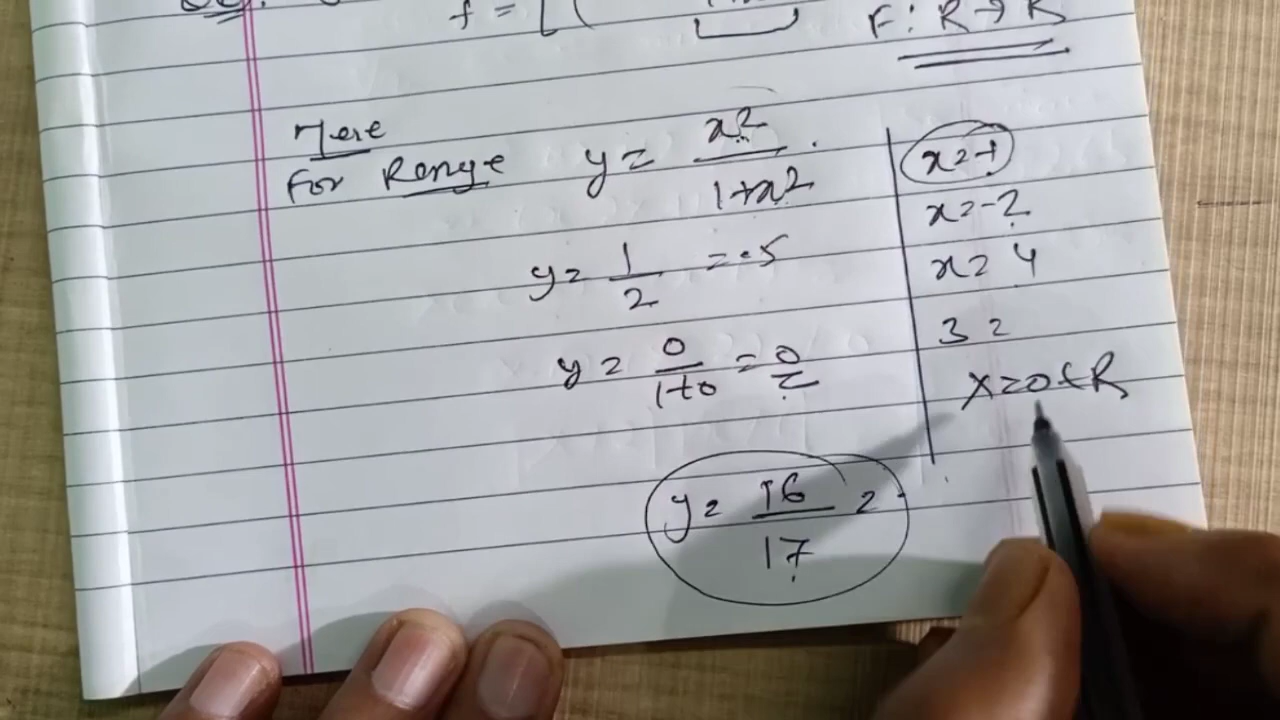 f = [(
F: R → R
Here
For Range y = x2 / 1+x2 .
x = -1
x = -2
x = 4
3 =
x = 0 ∈ R
y = 1/2 = .5
y = 0/1+0 = 0
y = 16/17 = .